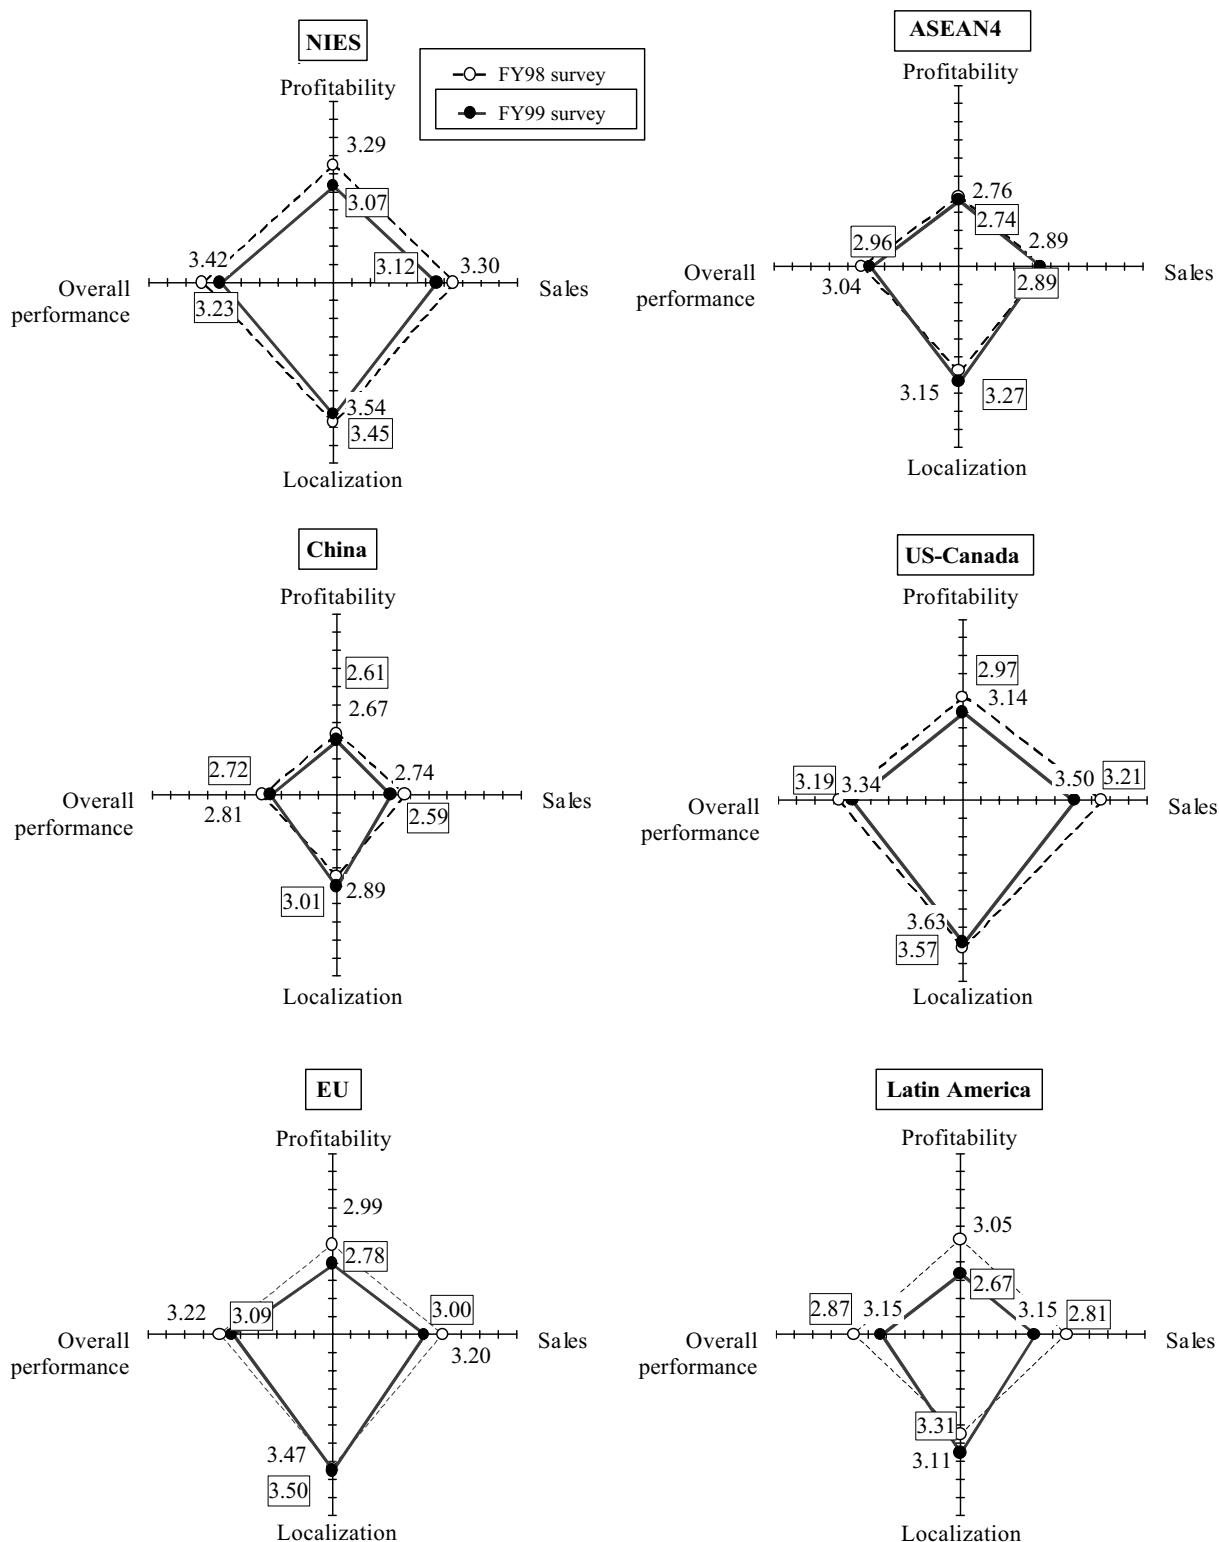 NIES
Profitability
FY98 survey
FY99 survey
3.29
3.07
3.42
3.12
3.30
Overall
performance
Sales
3.23
3.54
3.45
Localization
ASEAN4
Profitability
2.76
2.74
2.96
2.89
Overall
performance
Sales
3.04
2.89
3.15
3.27
Localization
China
Profitability
2.61
2.67
2.72
2.74
Overall
performance
Sales
2.81
2.59
3.01
2.89
Localization
US-Canada
Profitability
2.97
3.14
3.19
3.34
3.50
3.21
Overall
performance
Sales
3.63
3.57
Localization
EU
Profitability
2.99
2.78
3.22
3.09
3.00
Overall
performance
Sales
3.20
3.47
3.50
Localization
Latin America
Profitability
3.05
2.67
2.87
3.15
3.15
2.81
Overall
performance
Sales
3.31
3.11
Localization